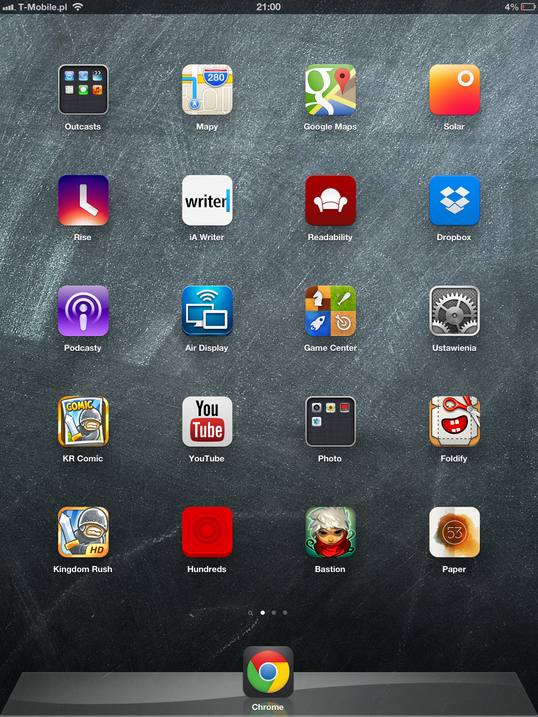 T-Mobile.pl
21:00
4%
280
Outcasts
Mapy
Google Maps
Solar
writer
Rise
iA Writer
Readability
Dropbox
Podcasty
Air Display
Game Center
Ustawienia
COMIC
You
Tube
KR Comic
YouTube
Photo
Foldify
HD
53
Kingdom Rush
Hundreds
Bastion
Paper
Chrome